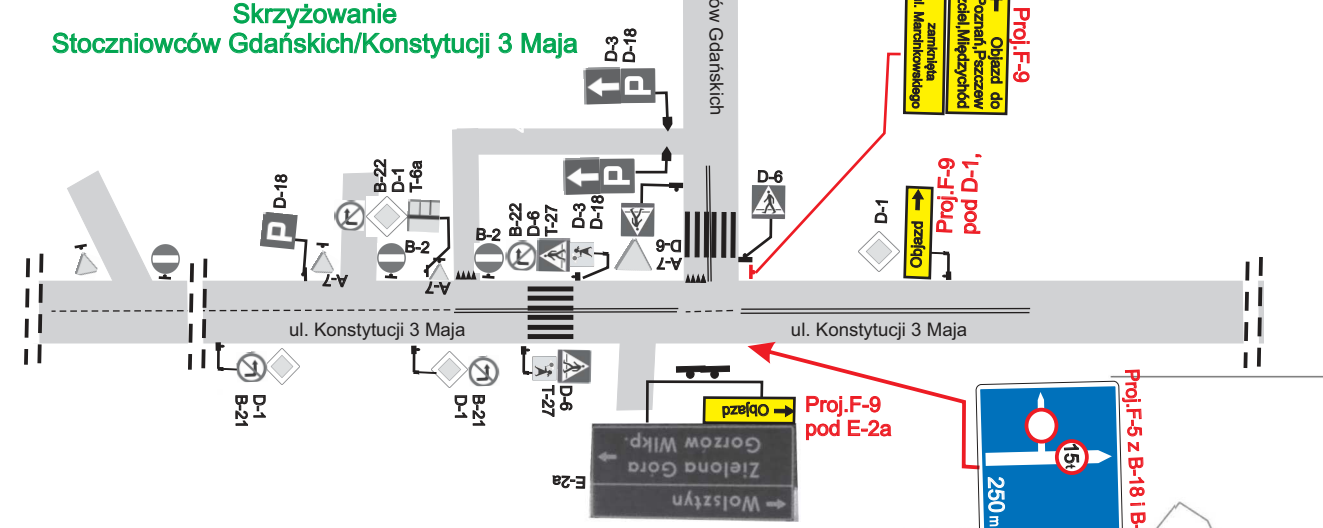 Skrzyżowanie
Stoczniowców Gdańskich/Konstytucji 3 Maja
D-3
D-18
P
ów Gdańskich
zamknięta
ul. Marcinkowskiego
Objazd do
Poznań,Pszczew
Międzychód
Proj.F-9
P
D-6
D-6
A-7
D-1
Objazd
Proj.F-9
pod D-1,
D-18
P
A-7
B-22
D-1
T-6a
B-2
A-7
B-2
B-22
D-6
T-27
D-3
D-18
ul. Konstytucji 3 Maja
ul. Konstytucji 3 Maja
B-21
D-1
D-1
B-21
T-27
D-6
Objazd
Proj.F-9
pod E-2a
Gorzów Wlkp.
Zielona Góra
Wolsztyn
E-2a
15t
250 m
Proj.F-5 z B-18 i B-